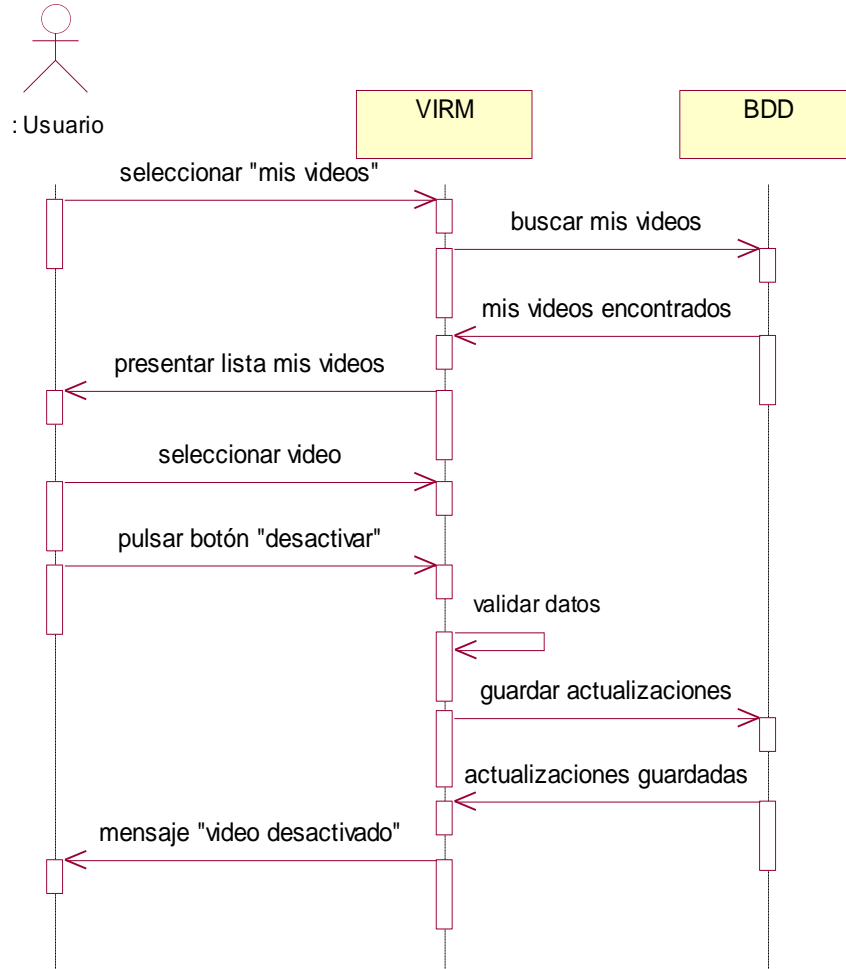 : Usuario
VIRM
BDD
seleccionar "mis videos"
buscar mis videos
mis videos encontrados
presentar lista mis videos
seleccionar video
pulsar botón "desactivar"
validar datos
guardar actualizaciones
actualizaciones guardadas
mensaje "video desactivado"